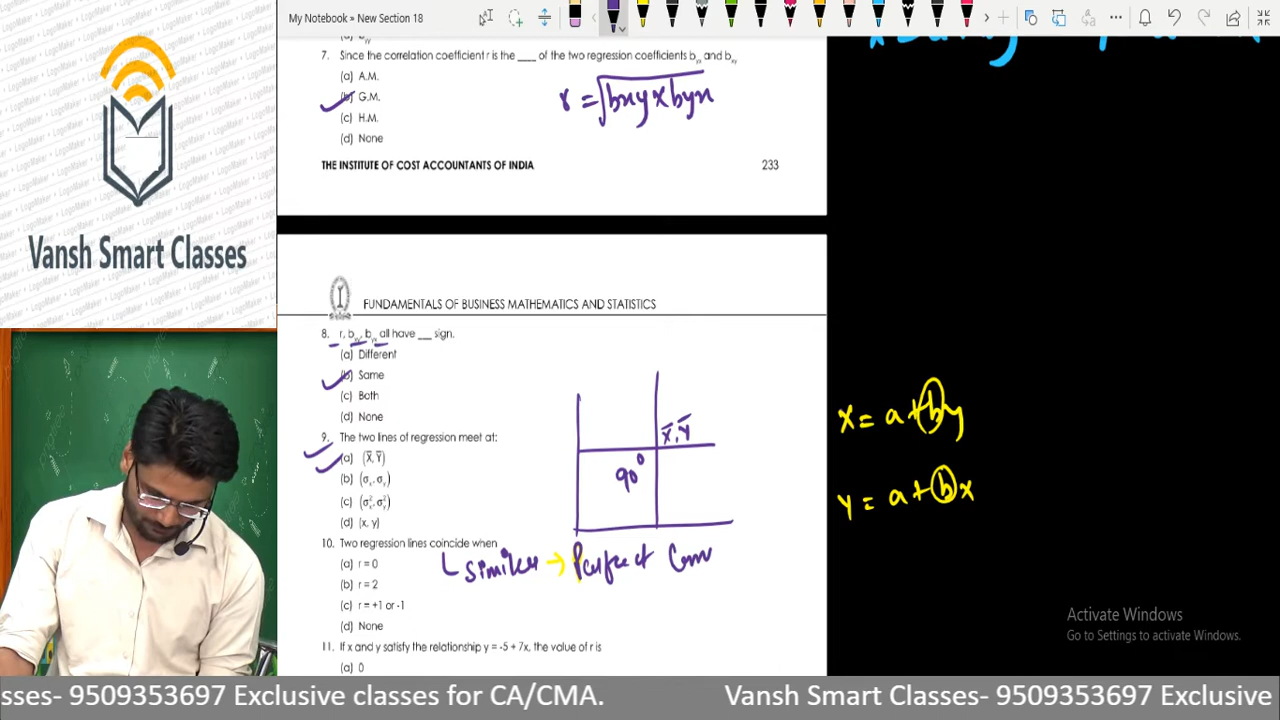 My Notebook » New Section 18
7. Since the correlation coefficient r is the ____ of the two regression coefficients byx and bxy
(a) A.M.
(b) G.M.
(c) H.M.
(d) None
r = √bxy x byx
THE INSTITUTE OF COST ACCOUNTANTS OF INDIA 233
Vansh Smart Classes
FUNDAMENTALS OF BUSINESS MATHEMATICS AND STATISTICS
8. r, bxy, byx all have ___ sign.
(a) Different
(b) Same
(c) Both
(d) None
9. The two lines of regression meet at:
(a) (X̅, Y̅)
(b) (σx, σy)
(c) (σx², σy²)
(d) (x, y)
X̅, Y̅
90°
10. Two regression lines coincide when
(a) r = 0
(b) r = 2
(c) r = +1 or -1
(d) None
→ Perfect
11. If x and y satisfy the relationship y = -5 + 7x, the value of r is
(a) 0
x = a + by
y = a + bx
Activate Windows
Go to Settings to activate Windows.
sses- 9509353697 Exclusive classes for CA/CMA. Vansh Smart Classes- 9509353697 Exclusive